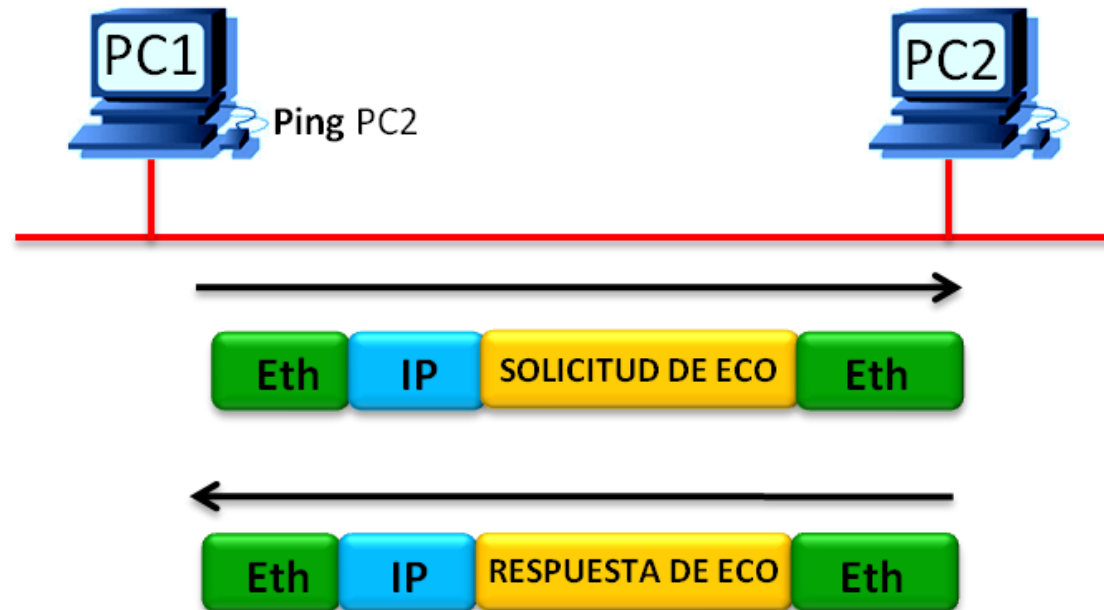 PC1
PC2
Ping PC2
Eth IP SOLICITUD DE ECO Eth
Eth IP RESPUESTA DE ECO Eth